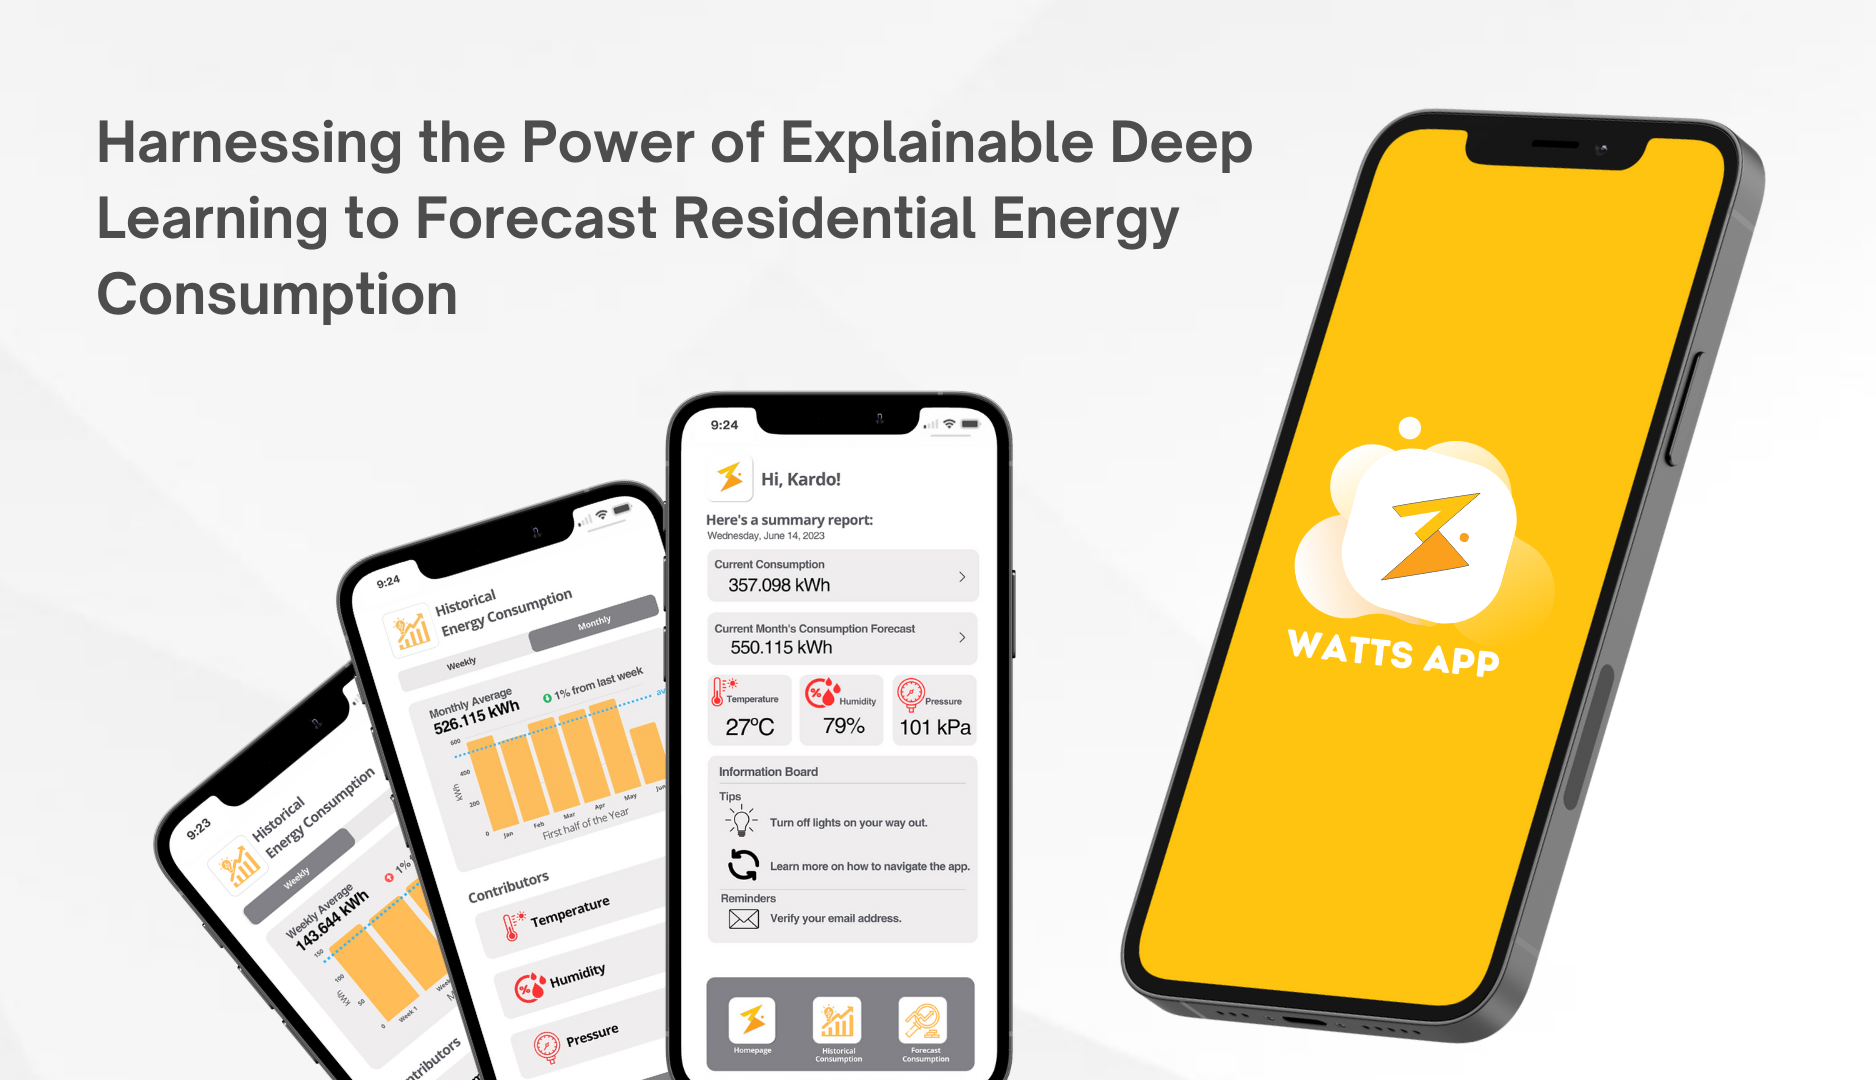 Harnessing the Power of Explainable Deep
Learning to Forecast Residential Energy
Consumption
9:23
Historical
Energy Consumption
Weekly
Weekly Average
143.644 kWh
1%
150
100
50
0
kWh
Week 1
9:24
Historical
Energy Consumption
Weekly
Monthly
Monthly Average
526.115 kWh
1% from last week
600
400
200
0
kWh
Jan
Feb
Mar
Apr
May
Jun
First half of the Year
Contributors
Temperature
Humidity
Pressure
9:24
Hi, Kardo!
Here's a summary report:
Wednesday, June 14, 2023
Current Consumption
357.098 kWh
Current Month's Consumption Forecast
550.115 kWh
Temperature
27°C
Humidity
79%
Pressure
101 kPa
Information Board
Tips
Turn off lights on your way out.
Learn more on how to navigate the app.
Reminders
Verify your email address.
Homepage
Historical
Consumption
Forecast
Consumption
WATTS APP